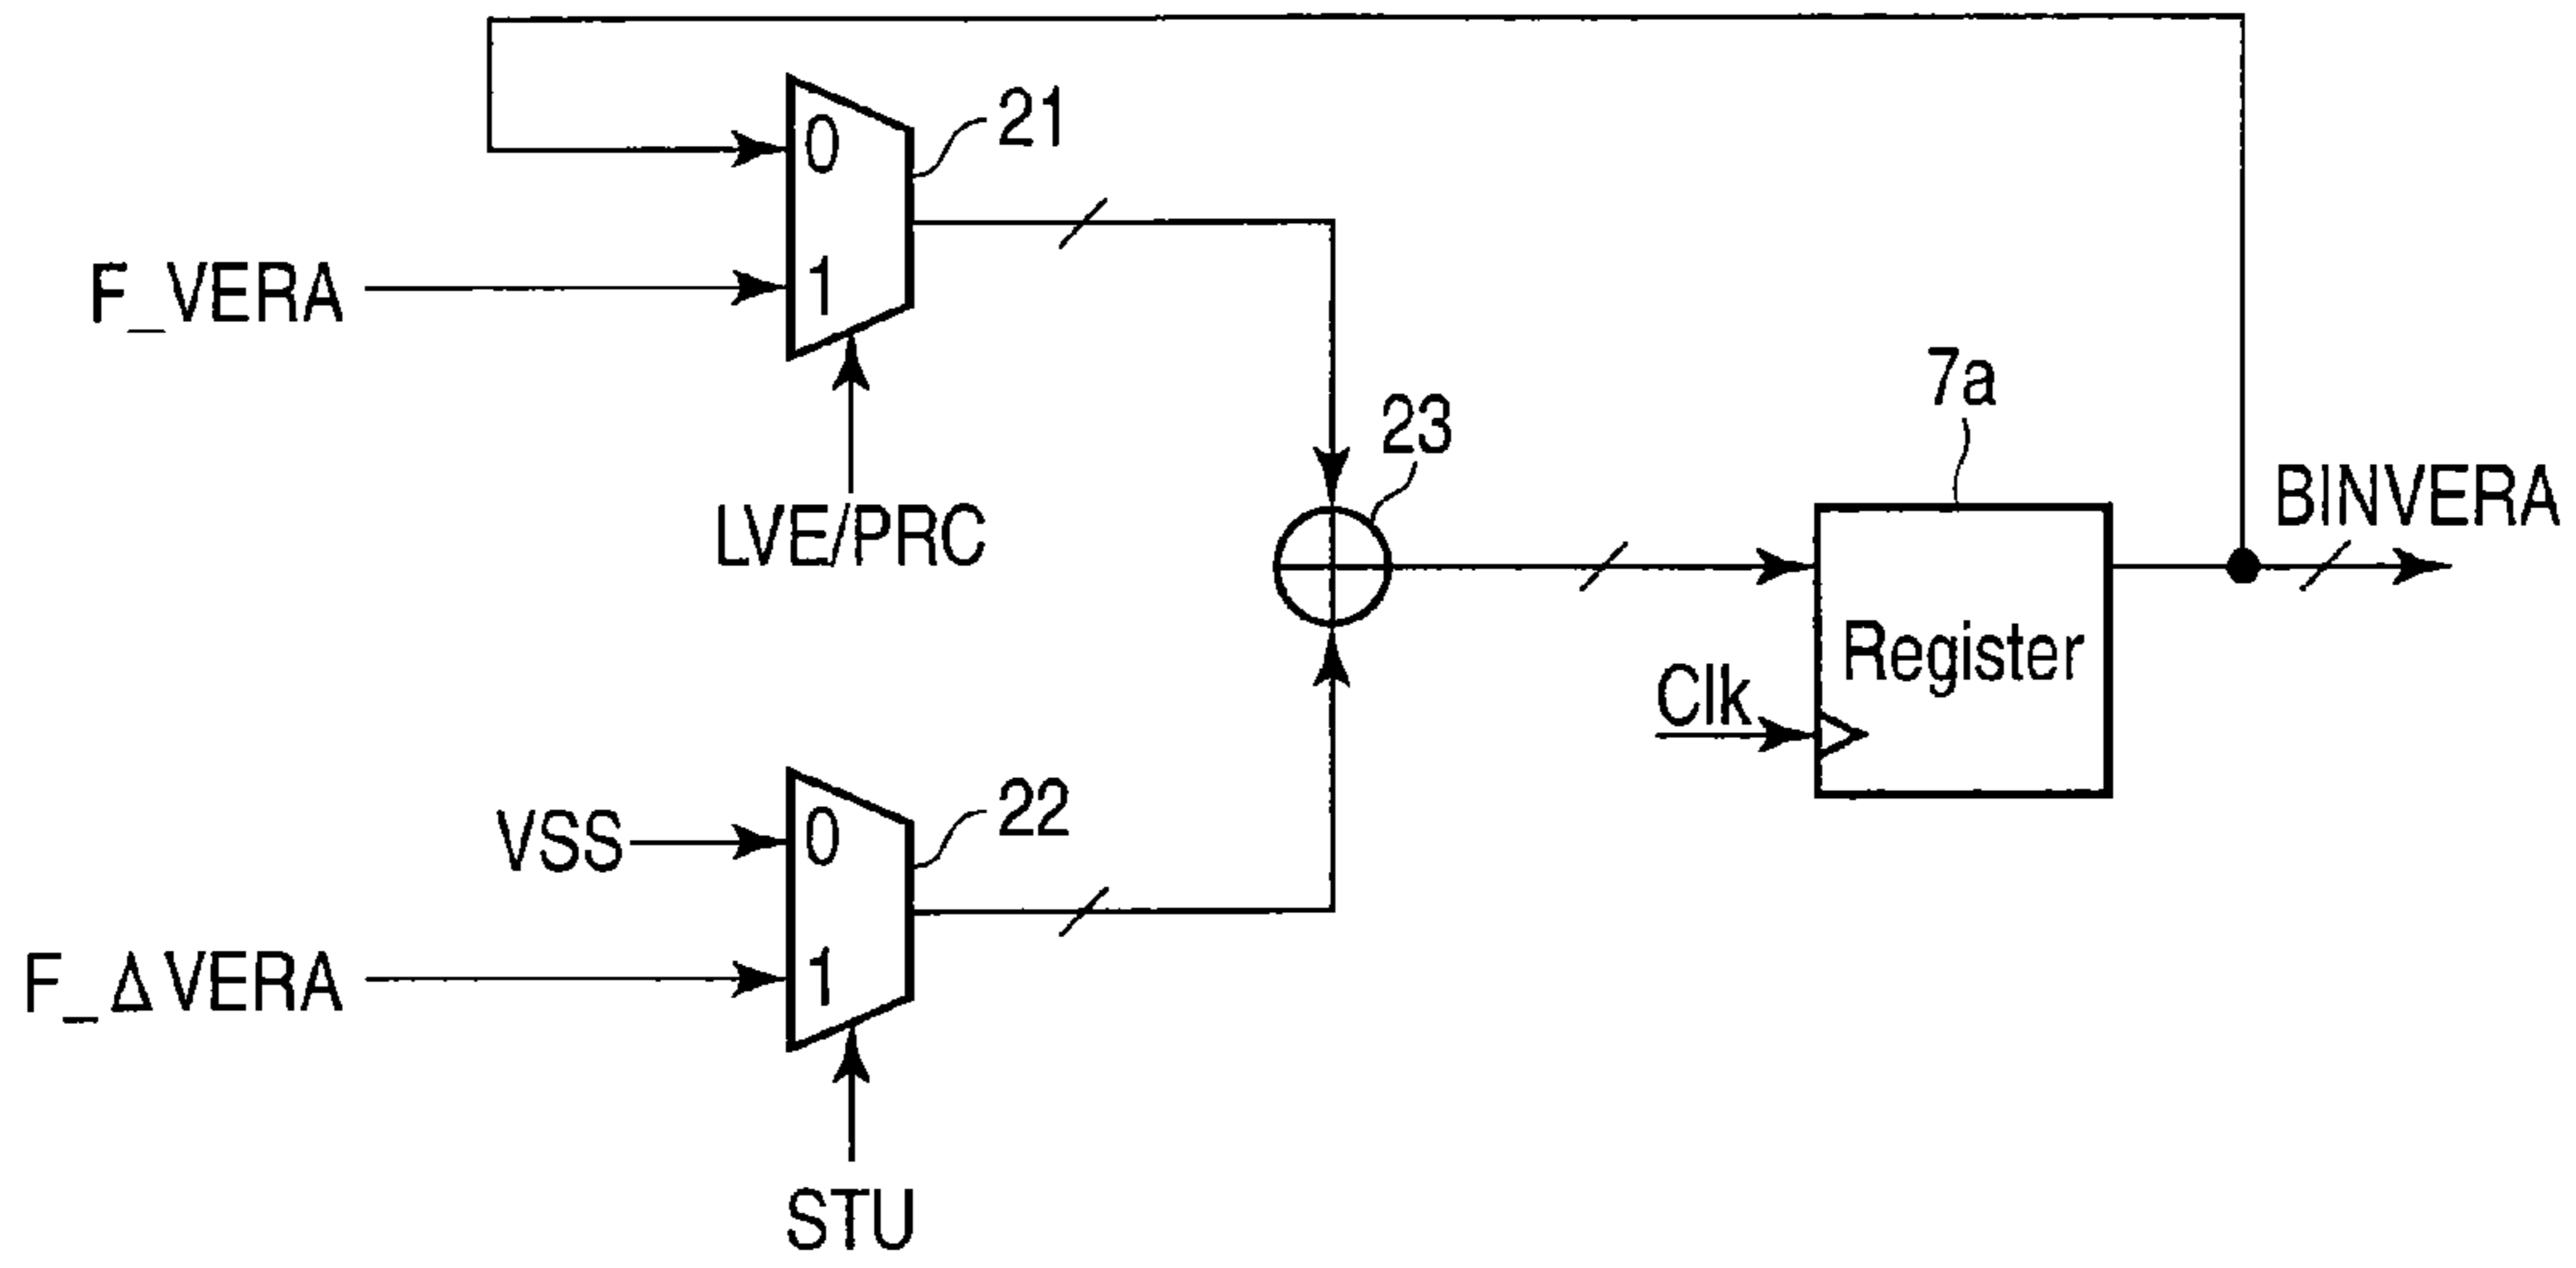 0
21
F_VERA
1
LVE/PRC
23
7a
BINVERA
Register
Clk
VSS
0
22
F_ΔVERA
1
STU